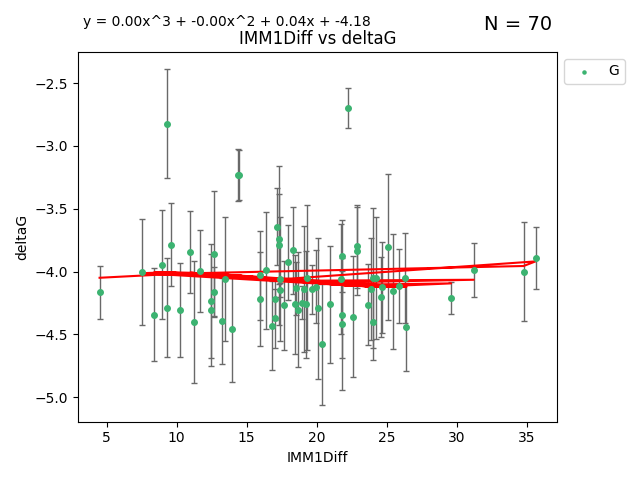 y = 0.00x^3 + -0.00x^2 + 0.04x + -4.18
N = 70
IMM1Diff vs deltaG
G
deltaG
−2.5
−3.0
−3.5
−4.0
−4.5
−5.0
5 10 15 20 25 30 35
IMM1Diff